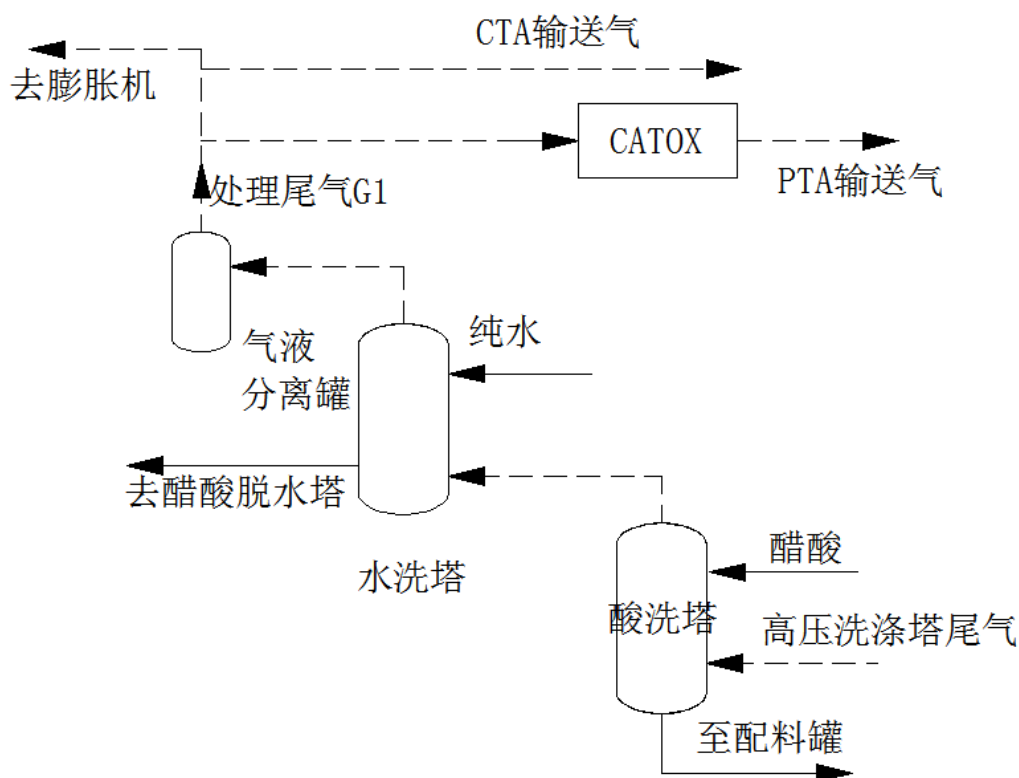 CTA输送气
去膨胀机
CATOX
PTA输送气
处理尾气G1
气液
分离罐
纯水
去醋酸脱水塔
水洗塔
醋酸
酸洗塔
高压洗涤塔尾气
至配料罐